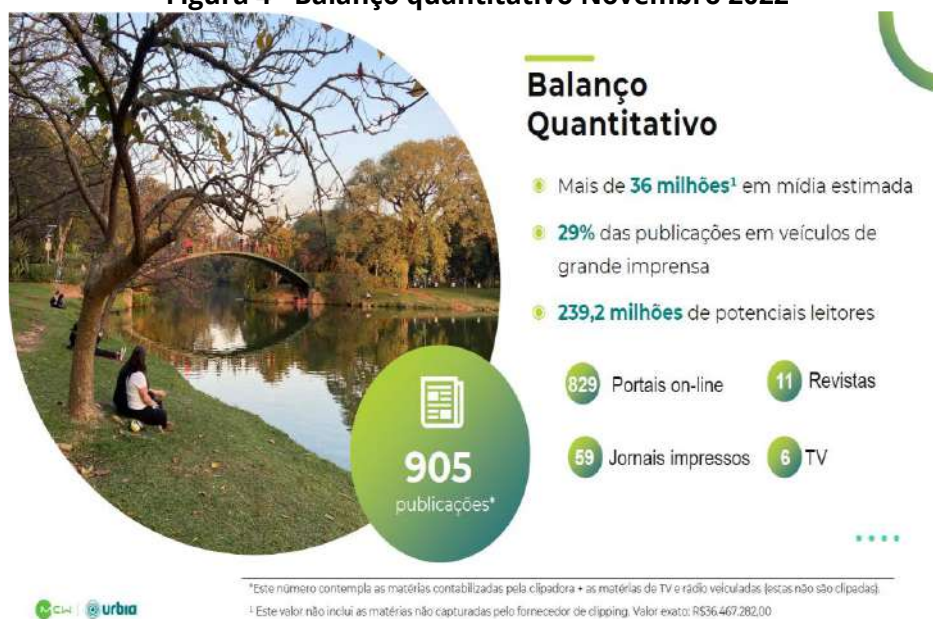 Figura 4 - Balanço quantitativo Novembro 2022
Balanço
Quantitativo
Mais de 36 milhões¹ em mídia estimada
29% das publicações em veículos de
grande imprensa
239,2 milhões de potenciais leitores
829 Portais on-line
11 Revistas
59 Jornais impressos
6 TV
905
publicações*
*Este número contempla as matérias contabilizadas pela clipadora + as matérias de TV e rádio veiculadas (estas não são clipadas).
¹ Este valor não inclui as matérias não capturadas pelo fornecedor de clipping. Valor exato: R$36.467.282,00
urbia